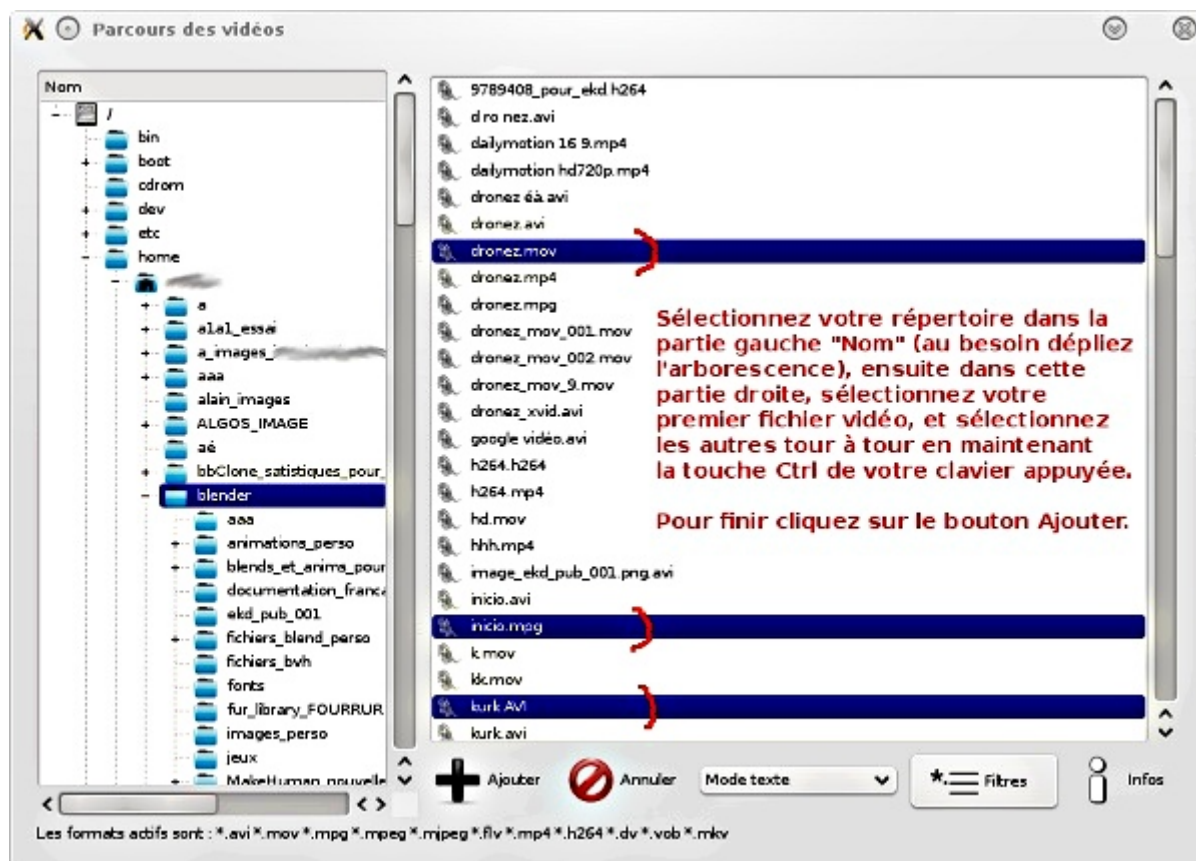 Parcours des vidéos
Nom
/
bin
boot
cdrom
dev
etc
home
a
a1a1_essai
a_images_
aaa
alain_images
ALGOS_IMAGE
aé
bbClone_satistiques_pour_
blender
aaa
animations_perso
blends_et_anima_pour
documentation_franca
ekd_pub_001
fichiers_blend_perso
fichiers_bvh
fonts
fur_library_FOURRUR
images_perso
jeux
MakeHuman_nouvelle
9789408_pour_ekd.h264
d ro nez.avi
dailymotion 16 9.mp4
dailymotion hd720p.mp4
dronez éà.avi
dronez.avi
dronez.mov
dronez.mp4
dronez.mpg
dronez_mov_001.mov
dronez_mov_002.mov
dronez_mov_9.mov
dronez_xvid.avi
google vidéo.avi
h264.h264
h264.mp4
hd.mov
hhh.mp4
image_ekd_pub_001.png.avi
inicio.avi
inicio.mpg
k.mov
kk.mov
kurk.AVI
kurk.avi
Sélectionnez votre répertoire dans la
partie gauche "Nom" (au besoin dépliez
l'arborescence), ensuite dans cette
partie droite, sélectionnez votre
premier fichier vidéo, et sélectionnez
les autres tour à tour en maintenant
la touche Ctrl de votre clavier appuyée.
Pour finir cliquez sur le bouton Ajouter.
Ajouter
Annuler
Mode texte
*. Filtres
Infos
Les formats actifs sont : *.avi *.mov *.mpg *.mpeg *.mjpeg *.flv *.mp4 *.h264 *.dv *.vob *.mkv